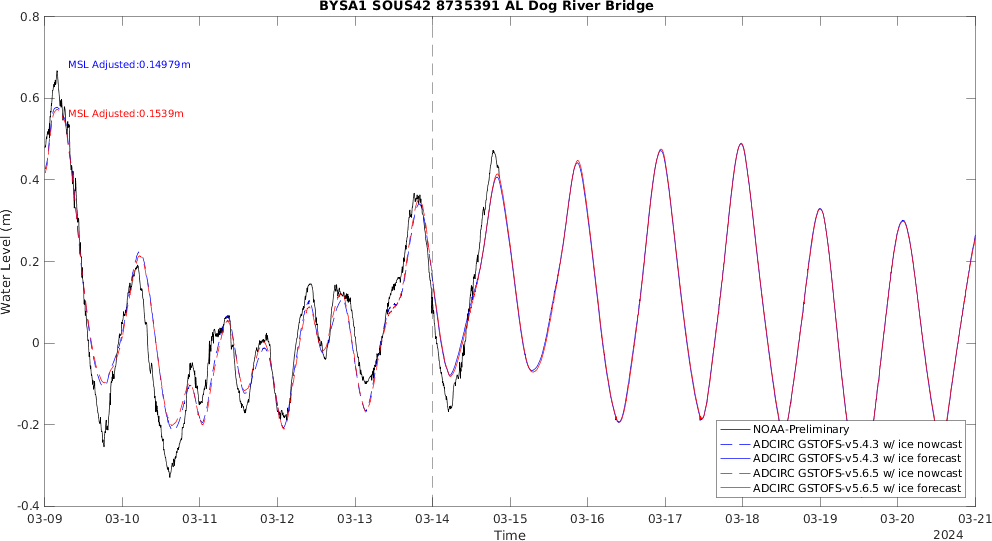 BYSA1 SOUS42 8735391 AL Dog River Bridge
MSL Adjusted:0.14979m
MSL Adjusted:0.1539m
Water Level (m)
0.8
0.6
0.4
0.2
0
-0.2
-0.4
NOAA-Preliminary
ADCIRC GSTOFS-v5.4.3 w/ ice nowcast
ADCIRC GSTOFS-v5.4.3 w/ ice forecast
ADCIRC GSTOFS-v5.6.5 w/ ice nowcast
ADCIRC GSTOFS-v5.6.5 w/ ice forecast
03-09 03-10 03-11 03-12 03-13 03-14 03-15 03-16 03-17 03-18 03-19 03-20 03-21
Time
2024